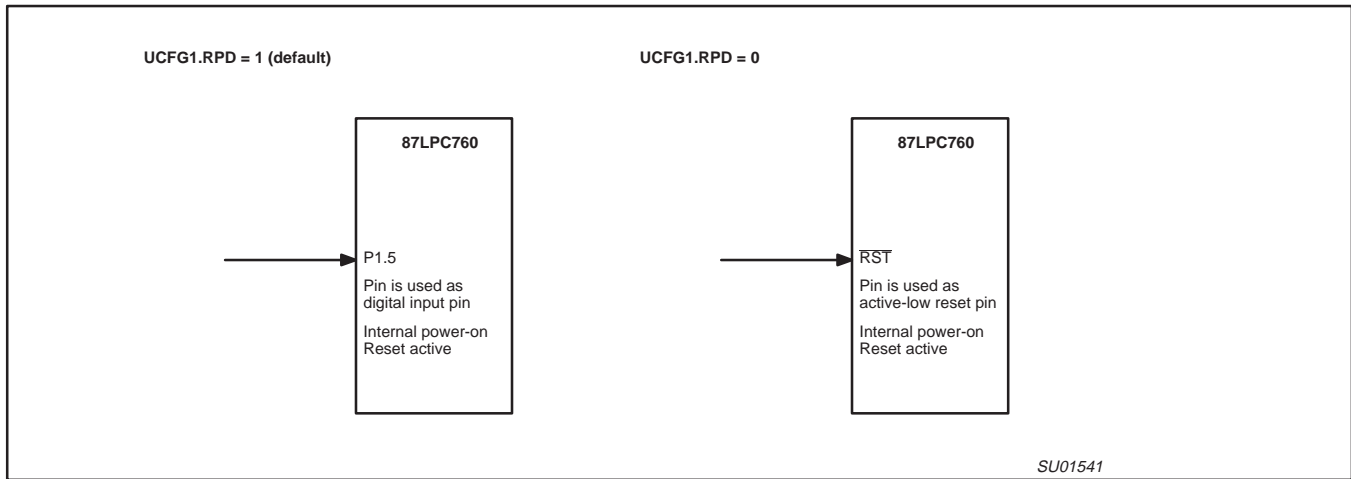 UCFG1.RPD = 1 (default)
87LPC760
P1.5
Pin is used as
digital input pin
Internal power-on
Reset active
UCFG1.RPD = 0
87LPC760
R̅S̅T̅
Pin is used as
active-low reset pin
Internal power-on
Reset active
SU01541